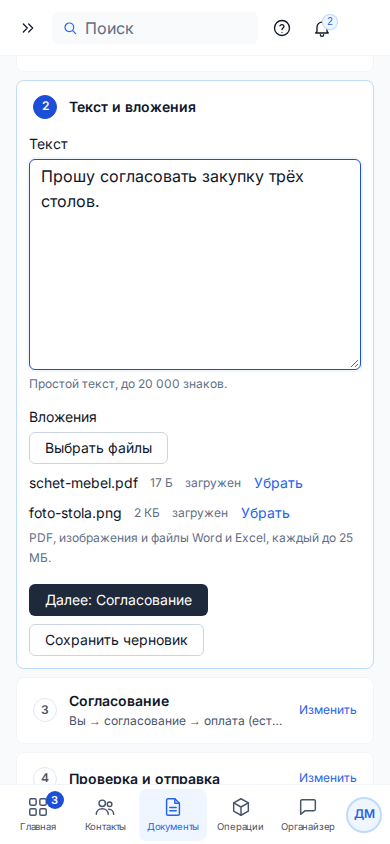 Поиск
2
2 Текст и вложения
Текст
Прошу согласовать закупку трёх
столов.
Простой текст, до 20 000 знаков.
Вложения
Выбрать файлы
schet-mebel.pdf 17 Б загружен Убрать
foto-stola.png 2 КБ загружен Убрать
PDF, изображения и файлы Word и Excel, каждый до 25
МБ.
Далее: Согласование
Сохранить черновик
3 Согласование Изменить
Вы → согласование → оплата (ест...
4 Проверка и отправка Изменить
3
Главная Контакты Документы Операции Органайзер ДМ